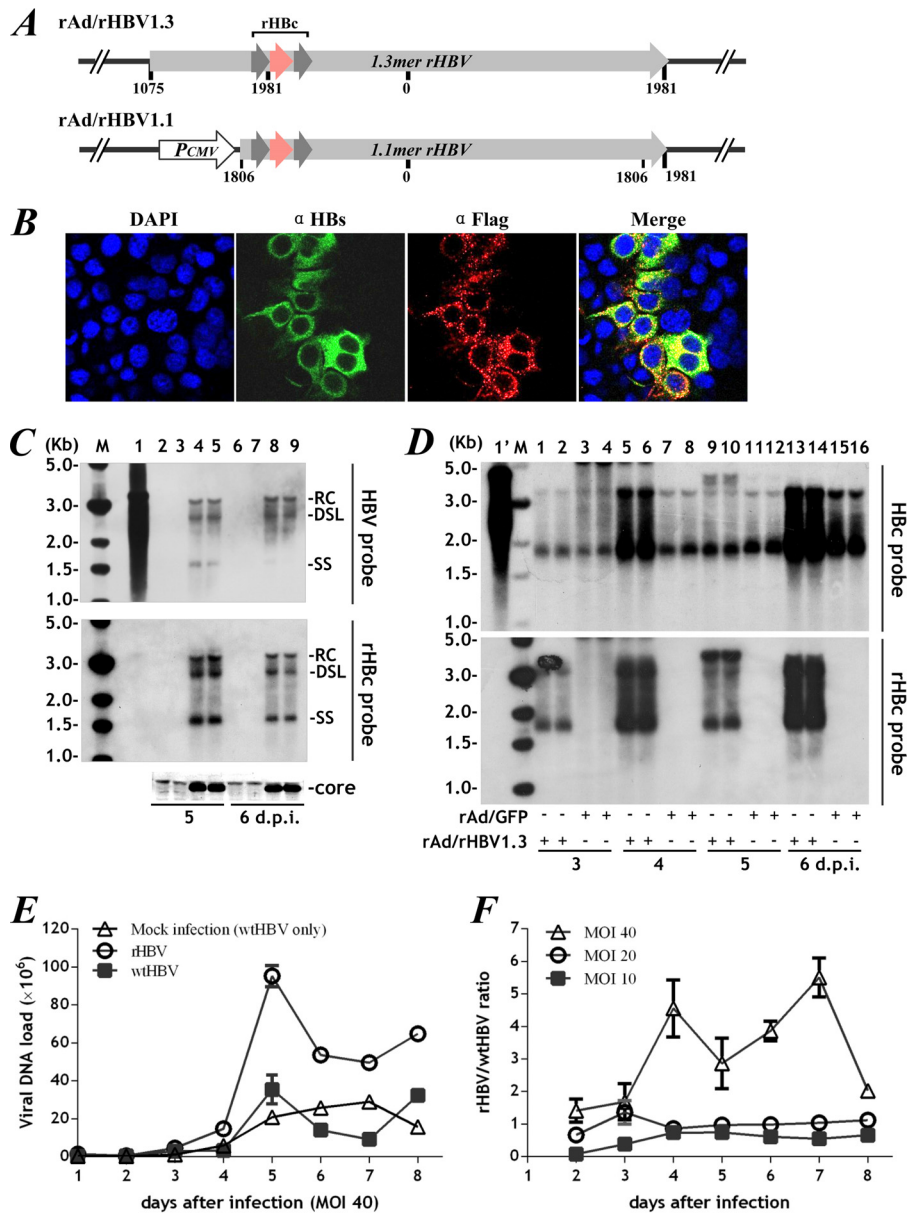 A
rAd/rHBV1.3
rHBc
1.3mer rHBV
1075
1981
0
1981
rAd/rHBV1.1
PCMV
1.1mer rHBV
1806
0
1806
1981
B
DAPI
α HBs
α Flag
Merge
C
(Kb) M 1 2 3 4 5 6 7 8 9
5.0-
3.0-
2.0-
1.5-
1.0-
-RC
-DSL
-SS
HBV probe
5.0-
3.0-
2.0-
1.5-
1.0-
-RC
-DSL
-SS
rHBc probe
-core
5 6 d.p.i.
D
(Kb) 1' M 1 2 3 4 5 6 7 8 9 10 11 12 13 14 15 16
5.0-
3.0-
2.0-
1.5-
1.0-
HBc probe
5.0-
3.0-
2.0-
1.5-
1.0-
rHBc probe
rAd/GFP - - + + - - + + - - + + - - + +
rAd/rHBV1.3 + + - - + + - - + + - - + + - -
3 4 5 6 d.p.i.
E
Mock infection (wtHBV only)
rHBV
wtHBV
Viral DNA load (×10⁶)
120
100
80
60
40
20
0
1 2 3 4 5 6 7 8
days after infection (MOI 40)
F
MOI 40
MOI 20
MOI 10
rHBV/wtHBV ratio
7
6
5
4
3
2
1
0
1 2 3 4 5 6 7 8
days after infection